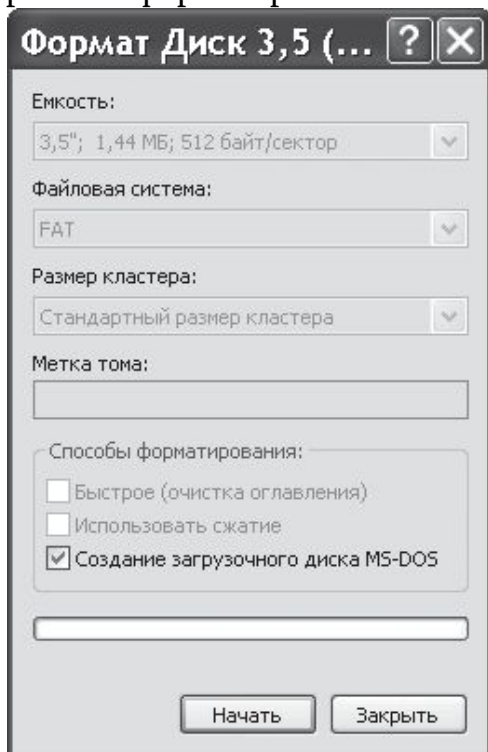 Формат Диск 3,5 (...
Емкость:
3,5"; 1,44 МБ; 512 байт/сектор
Файловая система:
FAT
Размер кластера:
Стандартный размер кластера
Метка тома:
Способы форматирования:
Быстрое (очистка оглавления)
Использовать сжатие
Создание загрузочного диска MS-DOS
Начать Закрыть